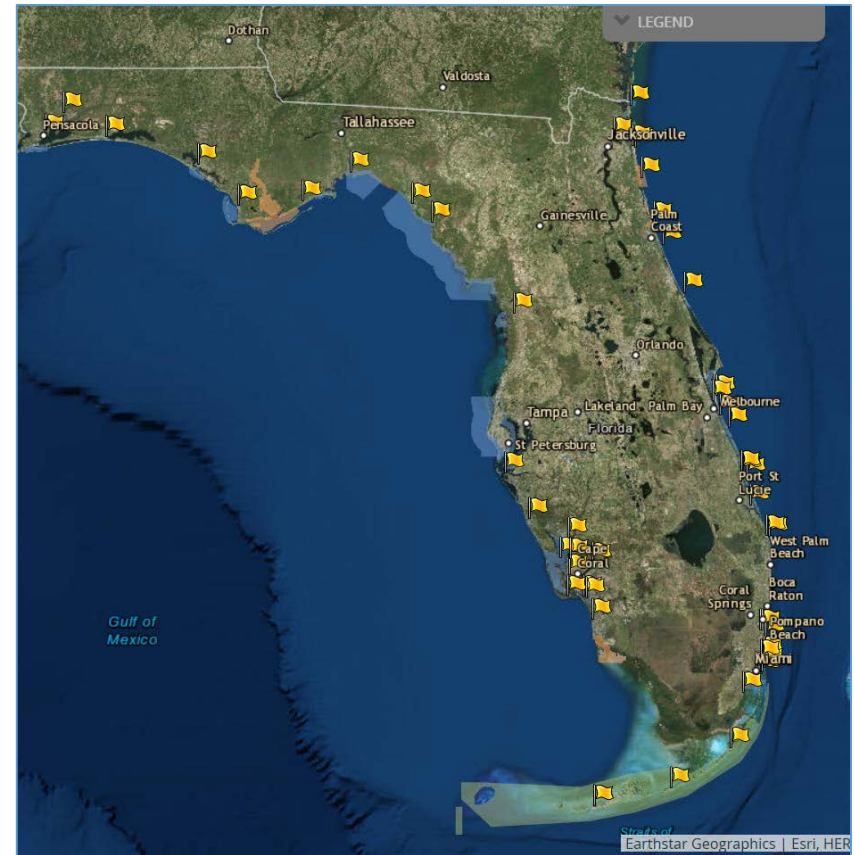 LEGEND
Dothan
Valdosta
Pensacola
Tallahassee
Jacksonville
Gainesville
Palm
Coast
Orlando
Tampa
Lakeland
Palm Bay
Melbourne
Florida
St Petersburg
Port St
Lucie
Cape
Coral
West Palm
Beach
Boca
Raton
Coral
Springs
Pompano
Beach
Miami
Gulf of
Mexico
Straits of
Earthstar Geographics | Esri, HER